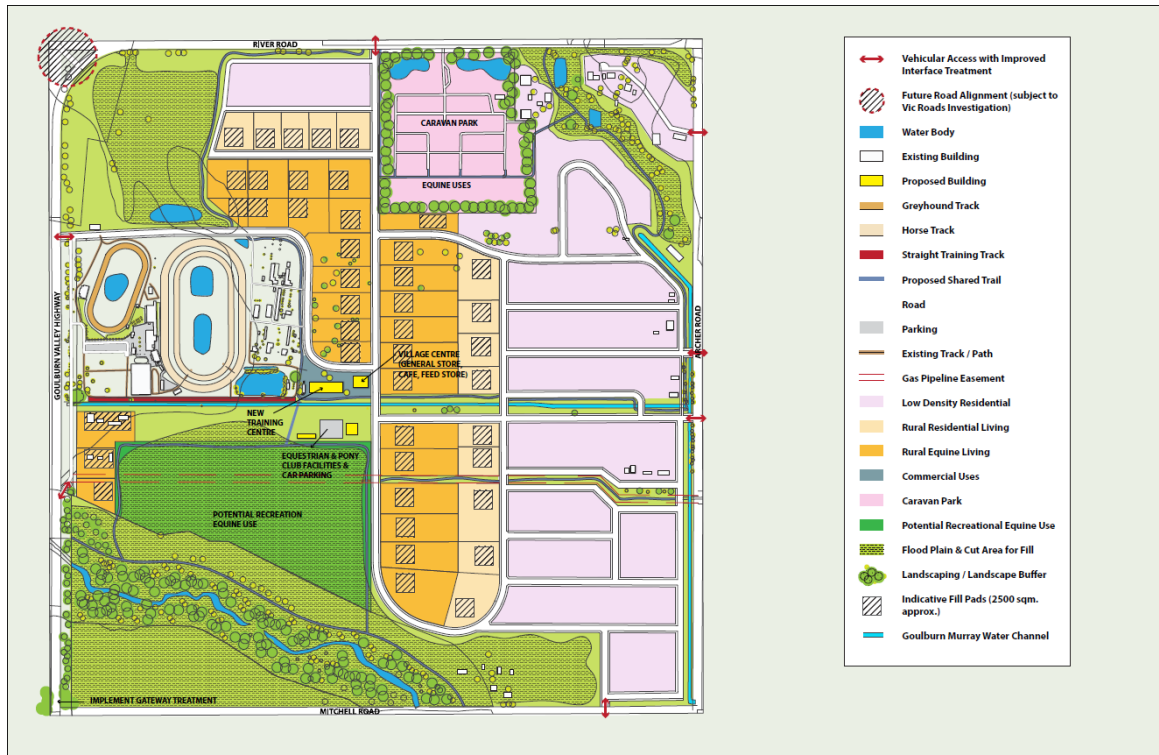 RIVER ROAD
CARAVAN PARK
EQUINE USES
GOULBURN VALLEY HIGHWAY
ARCHER ROAD
VILLAGE CENTRE
(GENERAL STORE,
CAFE, FEED STORE)
NEW
TRAINING
CENTRE
EQUESTRIAN & PONY
CLUB FACILITIES &
CAR PARKING
POTENTIAL RECREATION
EQUINE USE
IMPLEMENT GATEWAY TREATMENT
MITCHELL ROAD
Vehicular Access with Improved
Interface Treatment
Future Road Alignment (subject to
Vic Roads Investigation)
Water Body
Existing Building
Proposed Building
Greyhound Track
Horse Track
Straight Training Track
Proposed Shared Trail
Road
Parking
Existing Track / Path
Gas Pipeline Easement
Low Density Residential
Rural Residential Living
Rural Equine Living
Commercial Uses
Caravan Park
Potential Recreational Equine Use
Flood Plain & Cut Area for Fill
Landscaping / Landscape Buffer
Indicative Fill Pads (2500 sqm.
approx.)
Goulburn Murray Water Channel